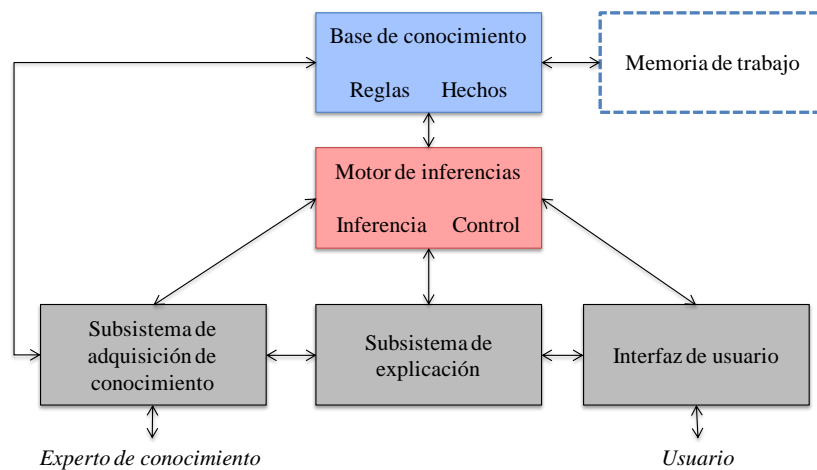 Base de conocimiento
Reglas Hechos
Memoria de trabajo
Motor de inferencias
Inferencia Control
Subsistema de
adquisición de
conocimiento
Subsistema de
explicación
Interfaz de usuario
Experto de conocimiento
Usuario